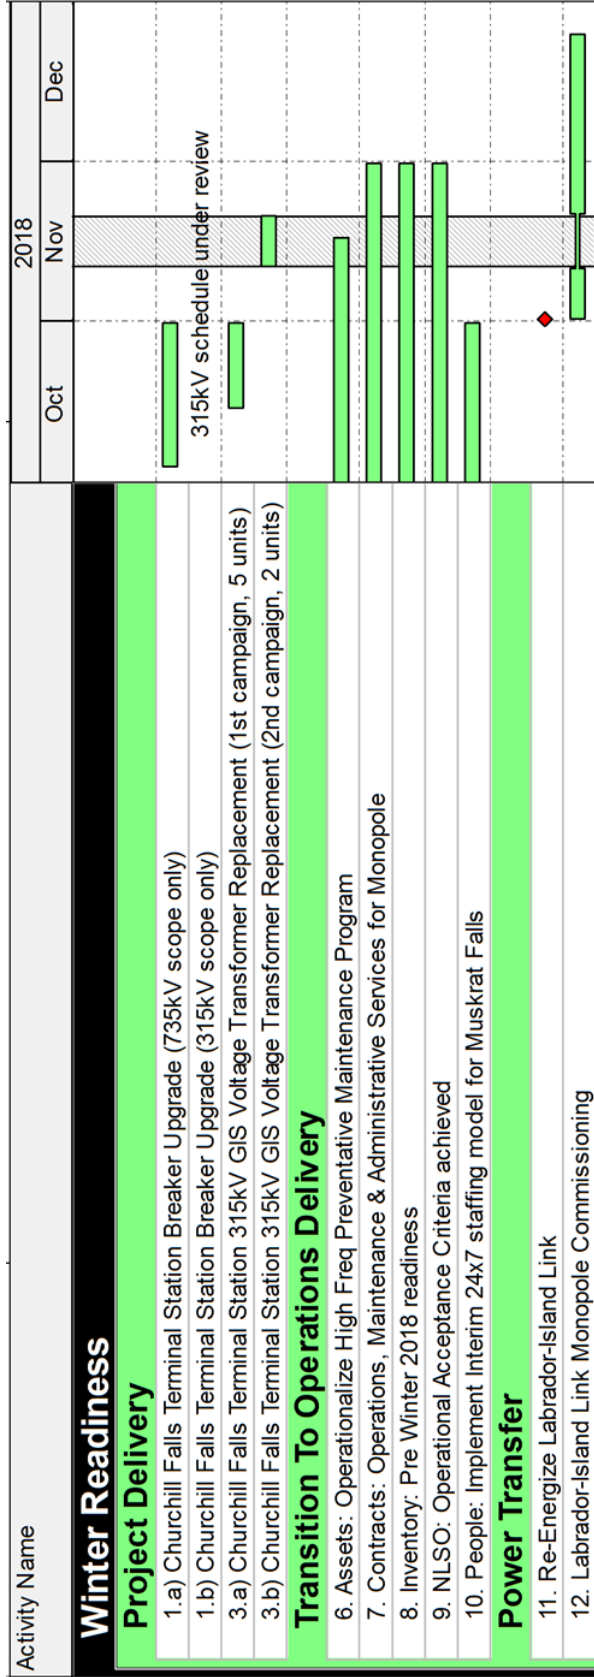 Activity Name
2018
Oct
Nov
Dec
Winter Readiness
Project Delivery
1.a) Churchill Falls Terminal Station Breaker Upgrade (735kV scope only)
1.b) Churchill Falls Terminal Station Breaker Upgrade (315kV scope only)
315kV schedule under review
3.a) Churchill Falls Terminal Station 315kV GIS Voltage Transformer Replacement (1st campaign, 5 units)
3.b) Churchill Falls Terminal Station 315kV GIS Voltage Transformer Replacement (2nd campaign, 2 units)
Transition To Operations Delivery
6. Assets: Operationalize High Freq Preventative Maintenance Program
7. Contracts: Operations, Maintenance & Administrative Services for Monopole
8. Inventory: Pre Winter 2018 readiness
9. NLSO: Operational Acceptance Criteria achieved
10. People: Implement Interim 24x7 staffing model for Muskrat Falls
Power Transfer
11. Re-Energize Labrador-Island Link
12. Labrador-Island Link Monopole Commissioning